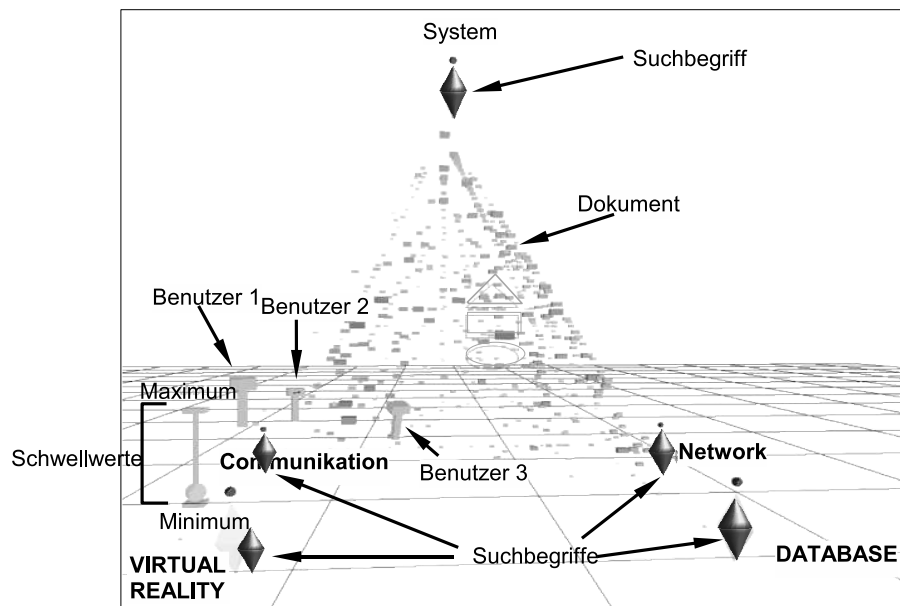 System
Suchbegriff
Dokument
Benutzer 1
Benutzer 2
Maximum
Schwellwerte
Communikation
Network
Benutzer 3
Minimum
Suchbegriffe
VIRTUAL
REALITY
DATABASE